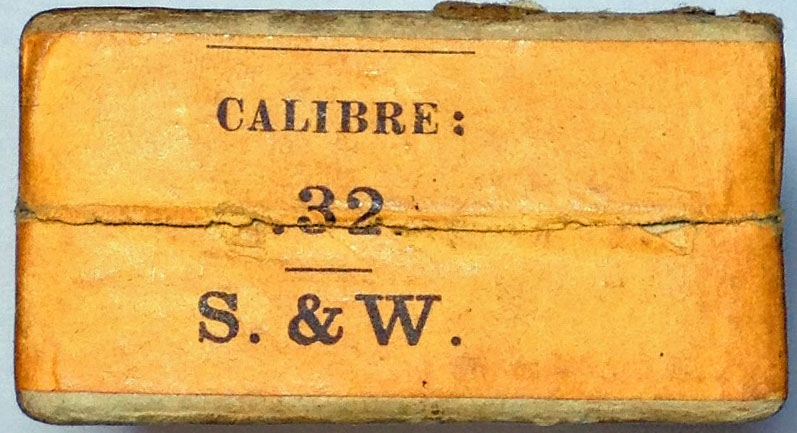 CALIBRE:
.32.
S. & W.